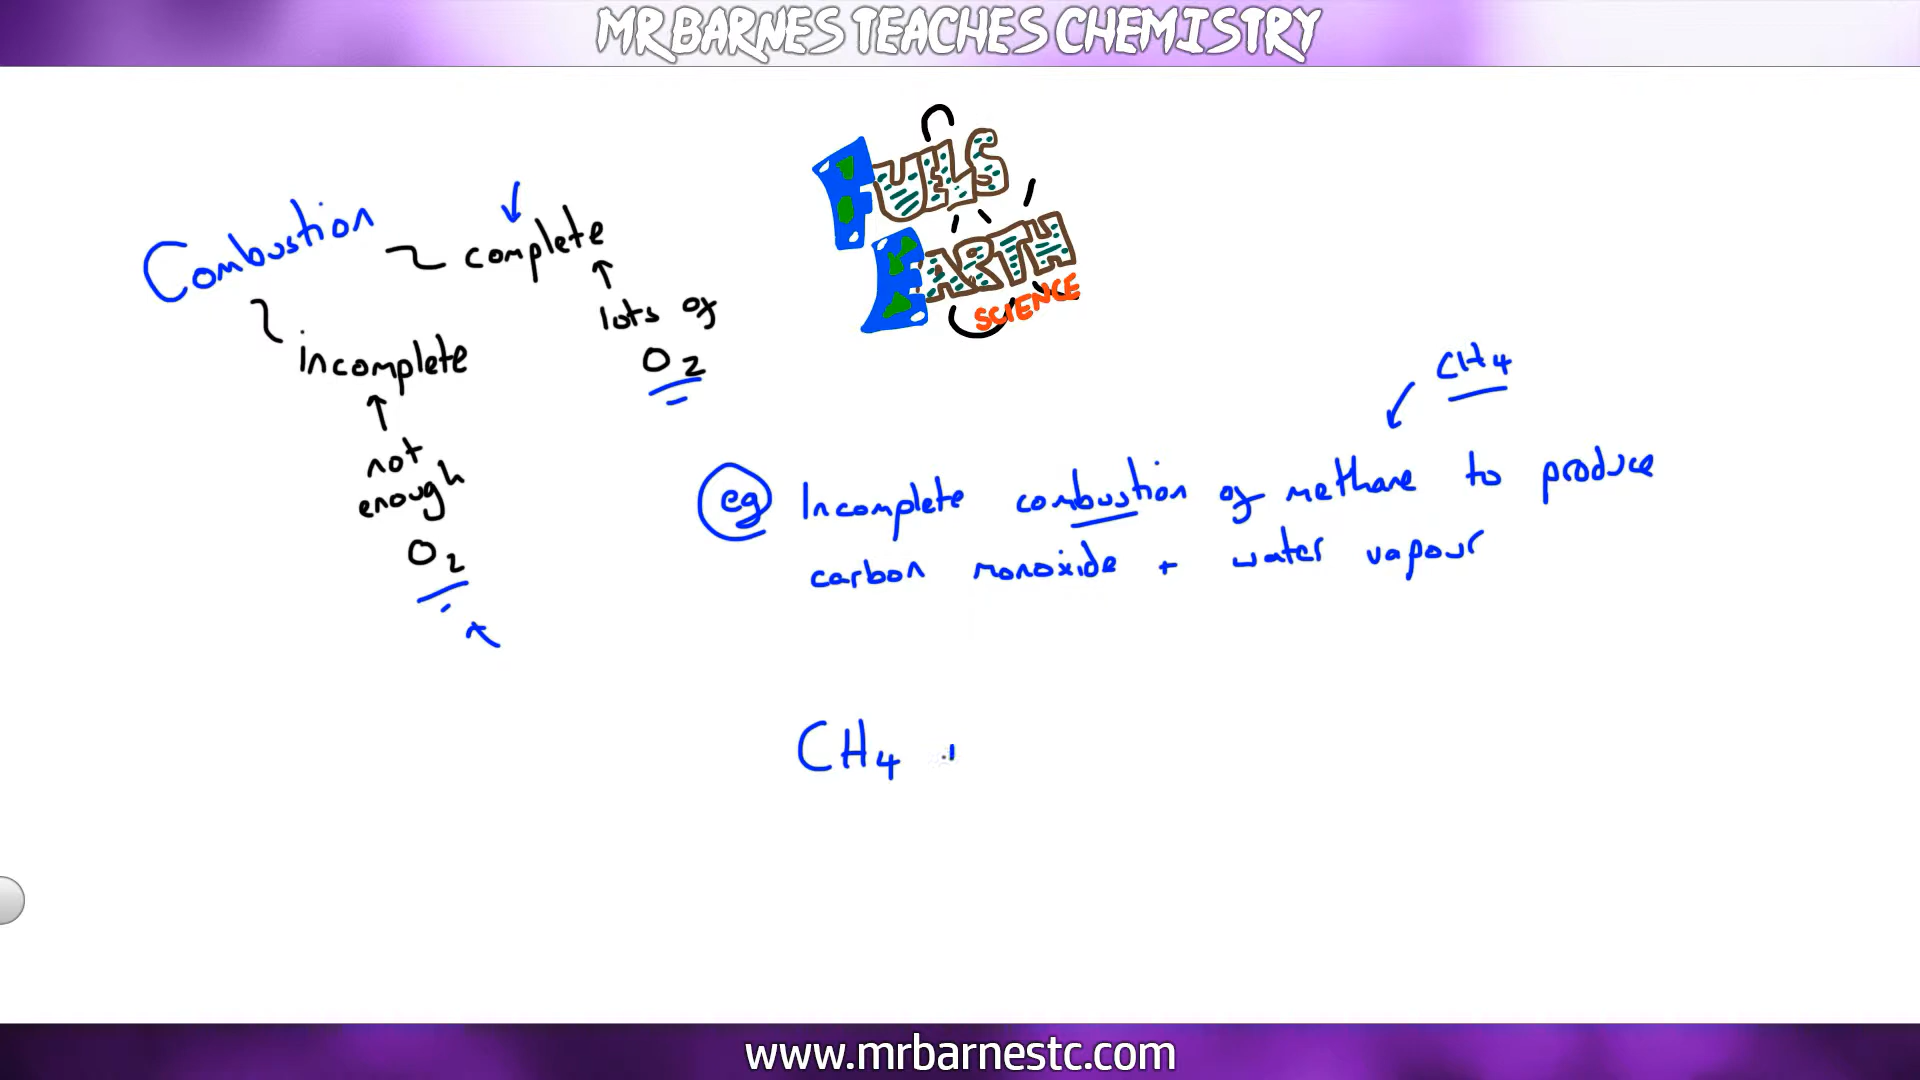 MR BARNES TEACHES CHEMISTRY
FUELS
EARTH
SCIENCE
Combustion
complete
lots of
O₂
incomplete
not
enough
O₂
CH₄
eg Incomplete combustion of methane to produce
carbon monoxide + water vapour
CH₄
www.mrbarnestc.com